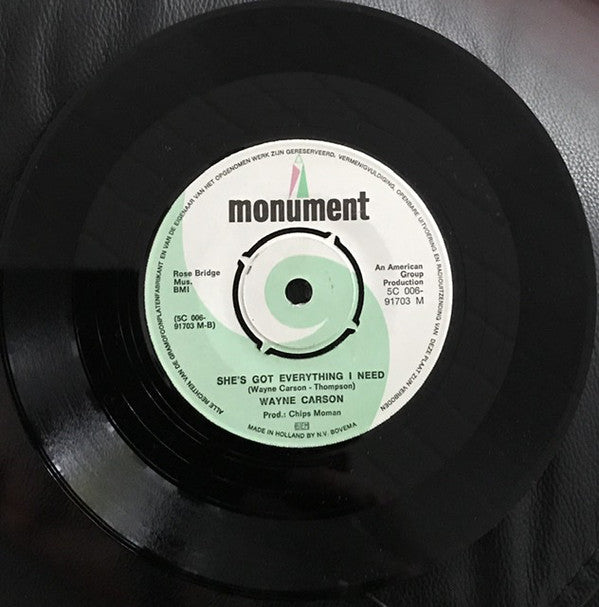 ALLE RECHTEN VAN DE GRAMOFOONPLATENFABRIKANT EN VAN DE EIGENAAR VAN HET OPGENOMEN WERK ZIJN GERESERVEERD. VERMENIGVULDIGING, OPENBARE UITVOERING EN RADIOUITZENDING VAN DEZE PLAAT ZIJN VERBODEN
monument
Rose Bridge
Mus.
BMI
(5C 006-
91703 M-B)
An American
Group
Production
5C 006-
91703 M
SHE'S GOT EVERYTHING I NEED
(Wayne Carson - Thompson)
WAYNE CARSON
Prod.: Chips Moman
MADE IN HOLLAND BY N.V. BOVEMA